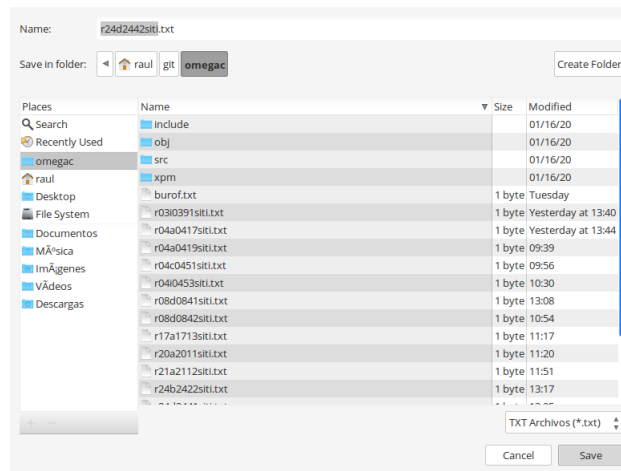 Name: r24d2442siti.txt
Save in folder: raul git omegac Create Folder
Places Name Size Modified
Search include 01/16/20
Recently Used obj 01/16/20
omegac src 01/16/20
raul xpm 01/16/20
Desktop burof.txt 1 byte Tuesday
File System r03i0391siti.txt 1 byte Yesterday at 13:40
Documentos r04a0417siti.txt 1 byte Yesterday at 13:44
MÃºsica r04a0419siti.txt 1 byte 09:39
ImÃ¡genes r04c0451siti.txt 1 byte 09:56
VÃ­deos r04i0453siti.txt 1 byte 10:30
Descargas r08d0841siti.txt 1 byte 13:08
r08d0842siti.txt 1 byte 10:54
r17a1713siti.txt 1 byte 11:17
r20a2011siti.txt 1 byte 11:20
r21a2112siti.txt 1 byte 11:51
r24b2422siti.txt 1 byte 13:17
TXT Archivos (*.txt)
Cancel Save